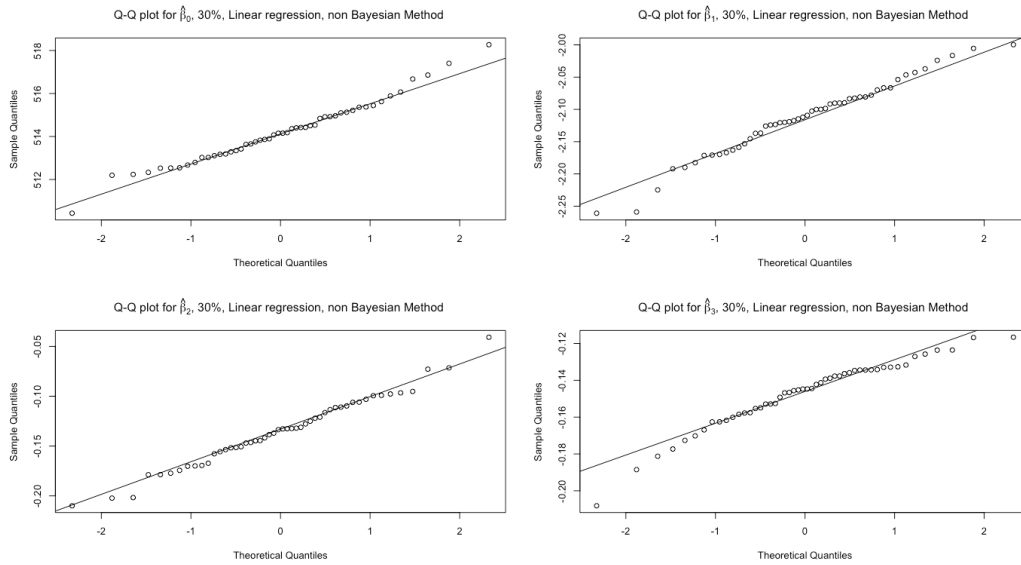 Q-Q plot for β̂₀, 30%, Linear regression, non Bayesian Method
Sample Quantiles
512 514 516 518
-2 -1 0 1 2
Theoretical Quantiles
Q-Q plot for β̂₁, 30%, Linear regression, non Bayesian Method
Sample Quantiles
-2.25 -2.20 -2.15 -2.10 -2.05 -2.00
-2 -1 0 1 2
Theoretical Quantiles
Q-Q plot for β̂₂, 30%, Linear regression, non Bayesian Method
Sample Quantiles
-0.20 -0.15 -0.10 -0.05
-2 -1 0 1 2
Theoretical Quantiles
Q-Q plot for β̂₃, 30%, Linear regression, non Bayesian Method
Sample Quantiles
-0.20 -0.18 -0.16 -0.14 -0.12
-2 -1 0 1 2
Theoretical Quantiles